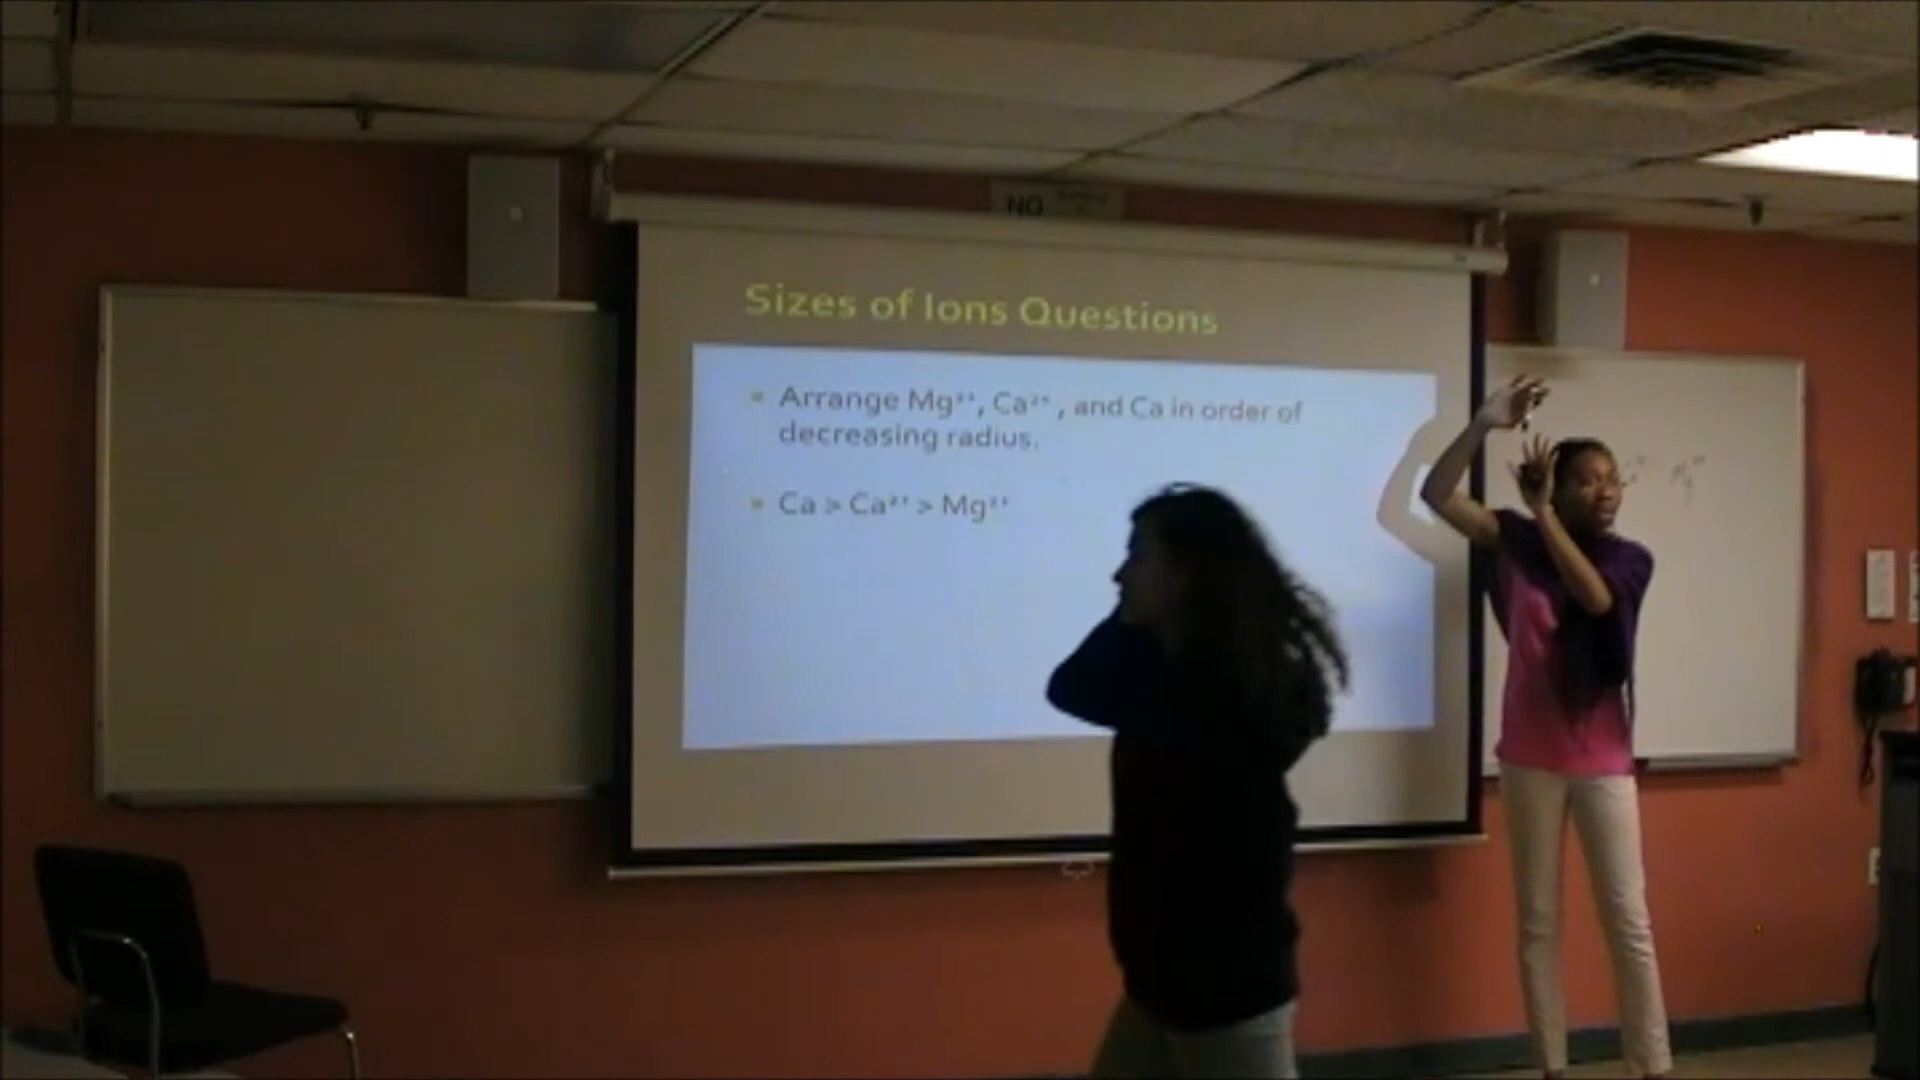 NO
Sizes of Ions Questions
Arrange Mg²⁺, Ca²⁺, and Ca in order of
decreasing radius.
Ca > Ca²⁺ > Mg²⁺